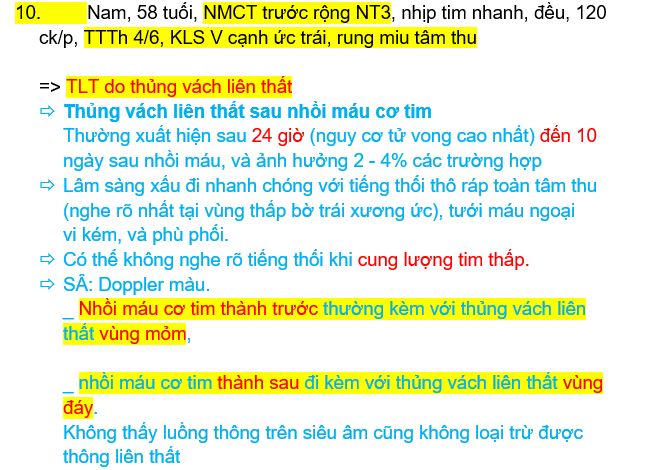 10. Nam, 58 tuổi, NMCT trước rộng NT3, nhịp tim nhanh, đều, 120
ck/p, TTTh 4/6, KLS V cạnh ức trái, rung miu tâm thu
=> TLT do thủng vách liên thất
⇨ Thủng vách liên thất sau nhồi máu cơ tim
Thường xuất hiện sau 24 giờ (nguy cơ tử vong cao nhất) đến 10
ngày sau nhồi máu, và ảnh hưởng 2 - 4% các trường hợp
⇨ Lâm sàng xấu đi nhanh chóng với tiếng thổi thô ráp toàn tâm thu
(nghe rõ nhất tại vùng thấp bờ trái xương ức), tưới máu ngoại
vi kém, và phù phổi.
⇨ Có thể không nghe rõ tiếng thổi khi cung lượng tim thấp.
⇨ SÂ: Doppler màu.
_ Nhồi máu cơ tim thành trước thường kèm với thủng vách liên
thất vùng mỏm,
_ nhồi máu cơ tim thành sau đi kèm với thủng vách liên thất vùng
đáy.
Không thấy luồng thông trên siêu âm cũng không loại trừ được
thông liên thất